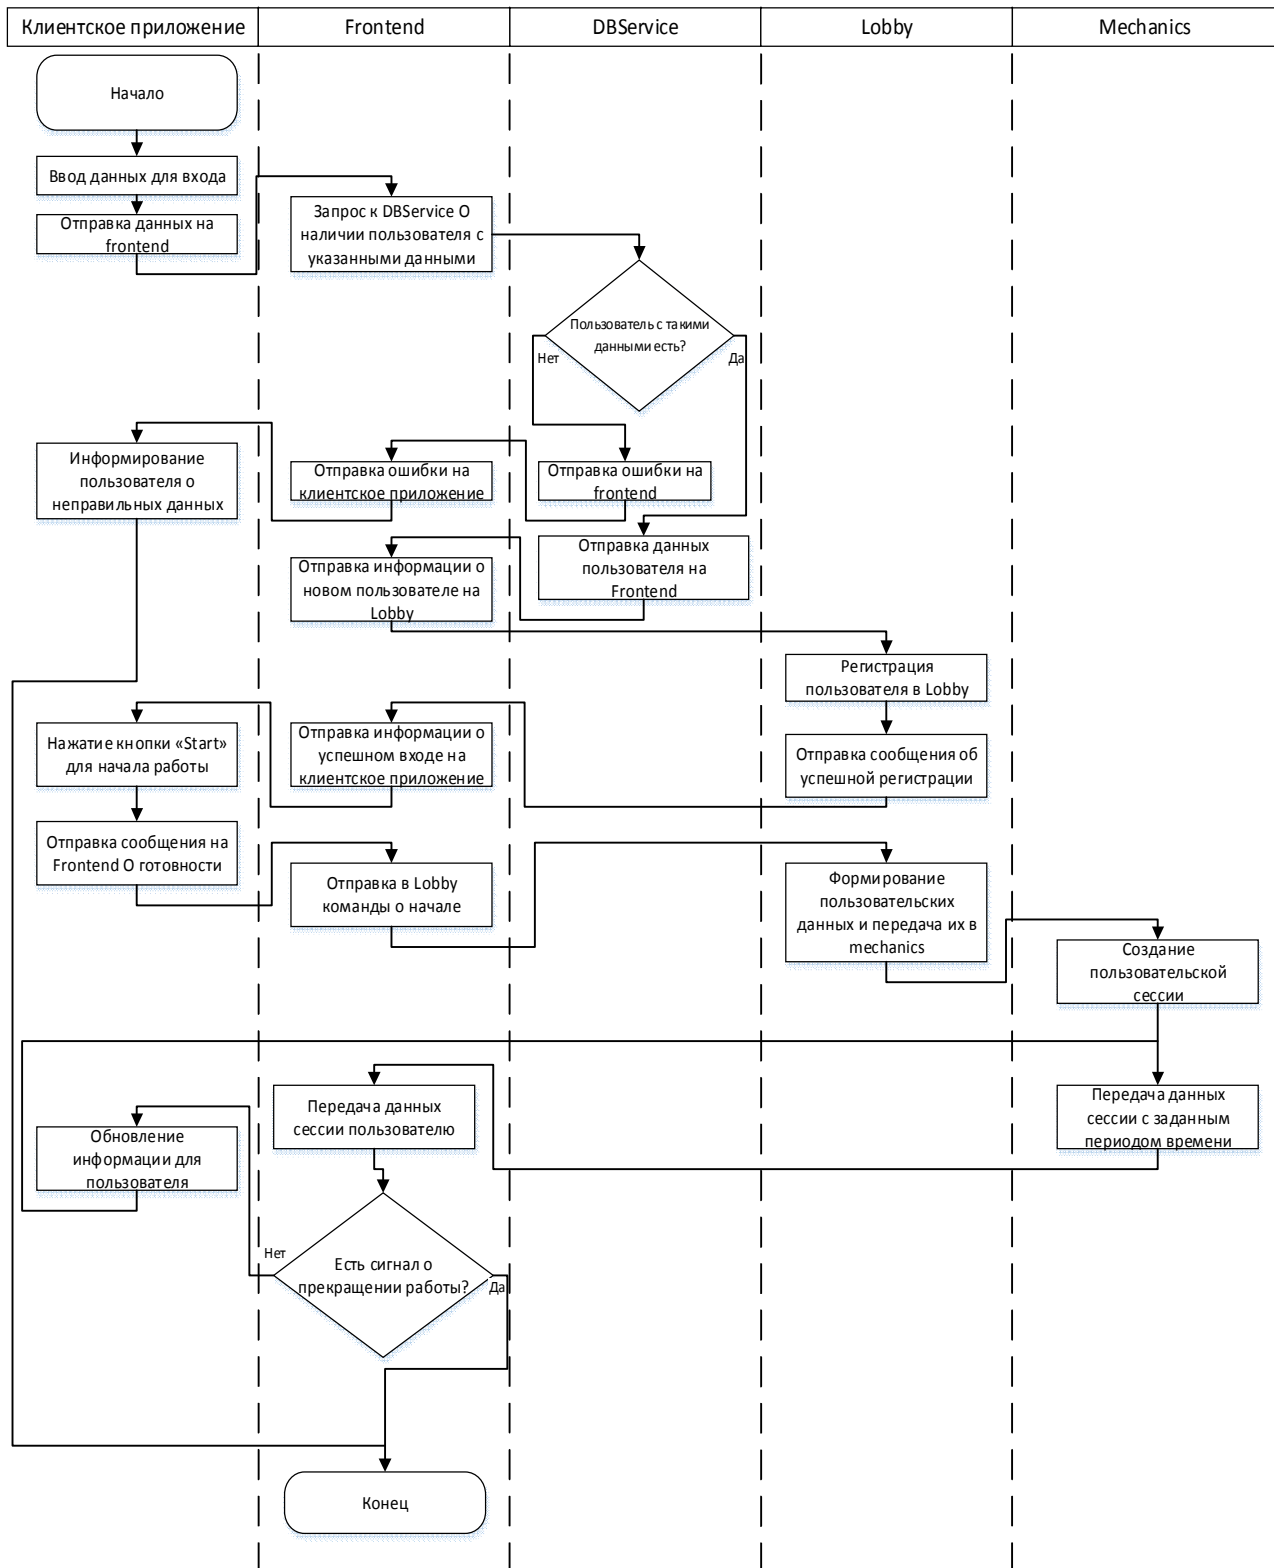 Клиентское приложение
Frontend
DBService
Lobby
Mechanics
Начало
Ввод данных для входа
Отправка данных на
frontend
Запрос к DBService О
наличии пользователя с
указанными данными
Пользователь с такими
данными есть?
Нет
Да
Информирование
пользователя о
неправильных данных
Отправка ошибки на
клиентское приложение
Отправка ошибки на
frontend
Отправка данных
пользователя на
Frontend
Отправка информации о
новом пользователе на
Lobby
Регистрация
пользователя в Lobby
Нажатие кнопки «Start»
для начала работы
Отправка информации о
успешном входе на
клиентское приложение
Отправка сообщения об
успешной регистрации
Отправка сообщения на
Frontend О готовности
Отправка в Lobby
команды о начале
Формирование
пользовательских
данных и передача их в
mechanics
Создание
пользовательской
сессии
Передача данных
сессии пользователю
Передача данных
сессии с заданным
периодом времени
Обновление
информации для
пользователя
Нет
Есть сигнал о
прекращении работы?
Да
Конец